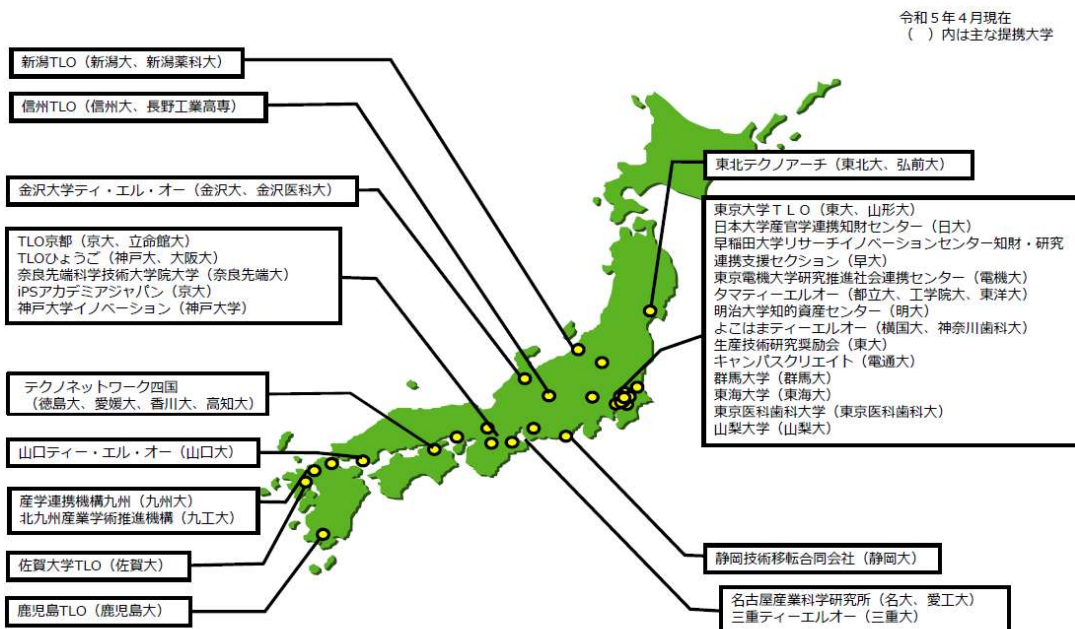 令和５年４月現在
（　）内は主な提携大学
新潟TLO（新潟大、新潟薬科大）
信州TLO（信州大、長野工業高専）
金沢大学ティ・エル・オー（金沢大、金沢医科大）
TLO京都（京大、立命館大）
TLOひょうご（神戸大、大阪大）
奈良先端科学技術大学院大学（奈良先端大）
iPSアカデミアジャパン（京大）
神戸大学イノベーション（神戸大学）
テクノネットワーク四国
（徳島大、愛媛大、香川大、高知大）
山口ティー・エル・オー（山口大）
産学連携機構九州（九州大）
北九州産業学術推進機構（九工大）
佐賀大学TLO（佐賀大）
鹿児島TLO（鹿児島大）
東北テクノアーチ（東北大、弘前大）
東京大学ＴＬＯ（東大、山形大）
日本大学産官学連携知財センター（日大）
早稲田大学リサーチイノベーションセンター知財・研究
連携支援セクション（早大）
東京電機大学研究推進社会連携センター（電機大）
タマティーエルオー（都立大、工学院大、東洋大）
明治大学知的資産センター（明大）
よこはまティーエルオー（横国大、神奈川歯科大）
生産技術研究奨励会（東大）
キャンパスクリエイト（電通大）
群馬大学（群馬大）
東海大学（東海大）
東京医科歯科大学（東京医科歯科大）
山梨大学（山梨大）
静岡技術移転合同会社（静岡大）
名古屋産業科学研究所（名大、愛工大）
三重ティーエルオー（三重大）